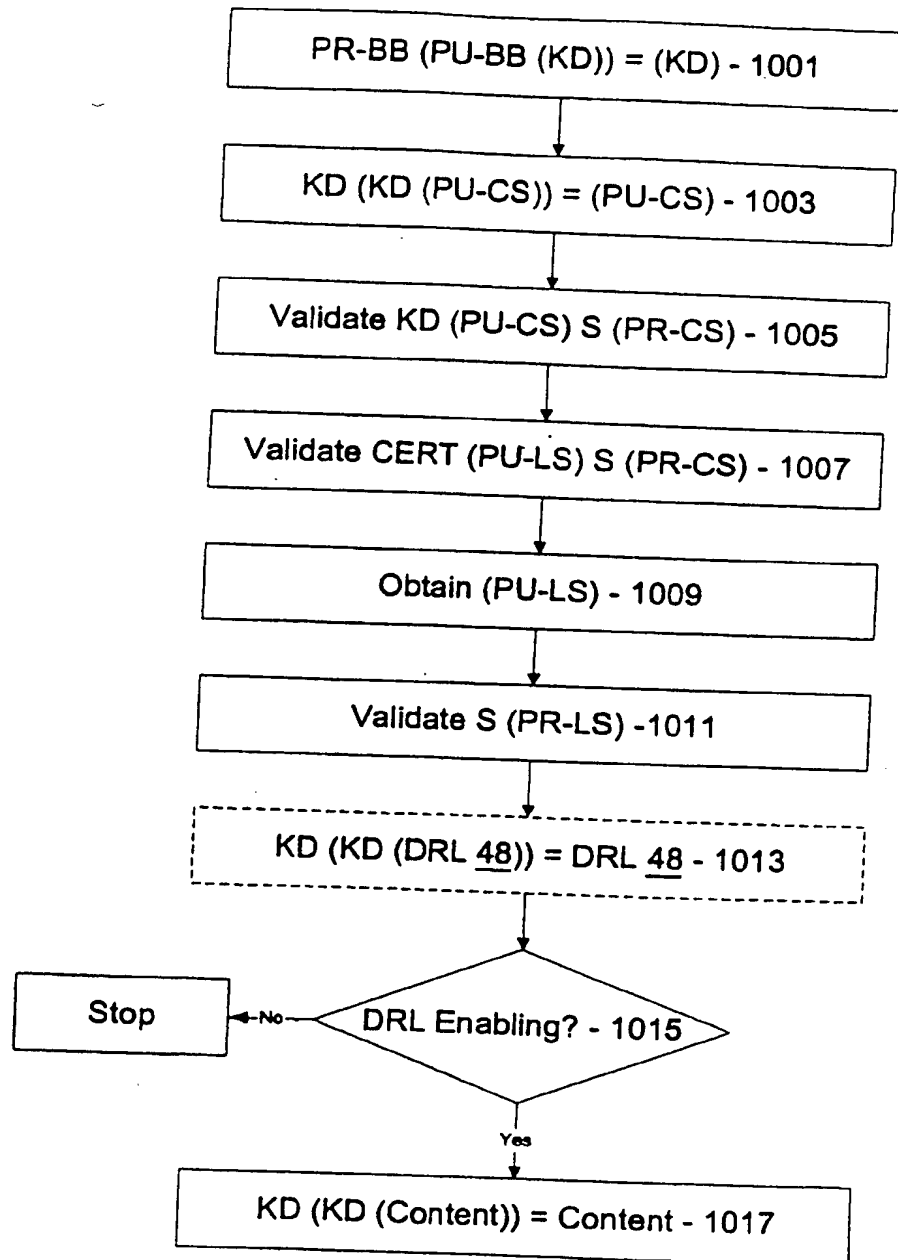 PR-BB (PU-BB (KD)) = (KD) - 1001
KD (KD (PU-CS)) = (PU-CS) - 1003
Validate KD (PU-CS) S (PR-CS) - 1005
Validate CERT (PU-LS) S (PR-CS) - 1007
Obtain (PU-LS) - 1009
Validate S (PR-LS) -1011
KD (KD (DRL 48)) = DRL 48 - 1013
DRL Enabling? - 1015
No
Stop
Yes
KD (KD (Content)) = Content - 1017